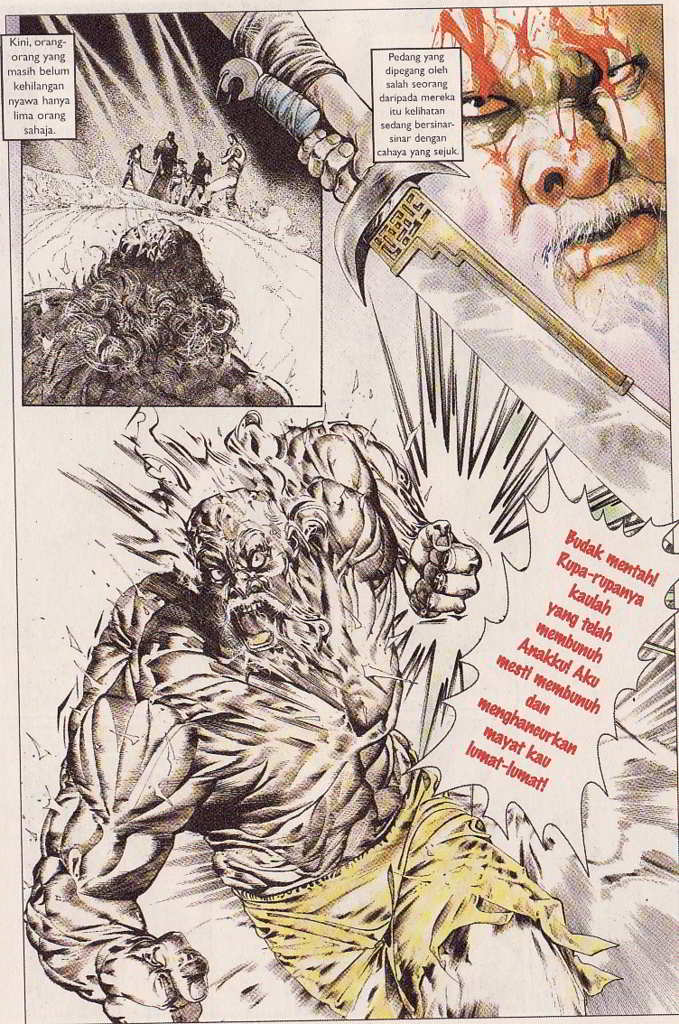 Kini, orang-
orang yang
masih belum
kehilangan
nyawa hanya
lima orang
sahaja.
Pedang yang
dipegang oleh
salah seorang
daripada mereka
itu kelihatan
sedang bersinar-
sinar dengan
cahaya yang sejuk.
Budak mentah!
Rupa-rupanya
kaulah
yang telah
membunuh
Anakku! Aku
mesti membunuh
dan
menghancurkan
mayat kau
lumat-lumat!